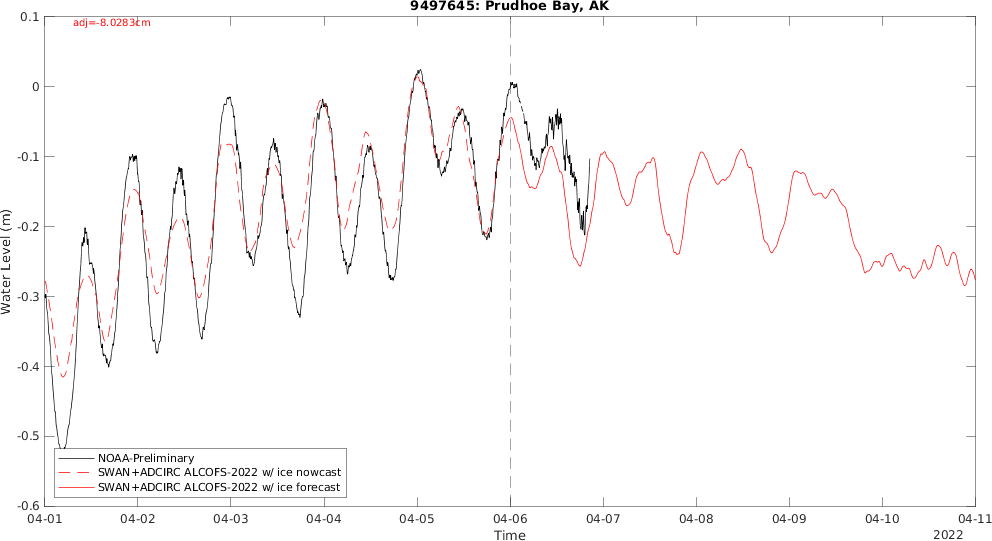 9497645: Prudhoe Bay, AK
adj=-8.0283cm
0.1
0
-0.1
-0.2
-0.3
-0.4
-0.5
-0.6
Water Level (m)
NOAA-Preliminary
SWAN+ADCIRC ALCOFS-2022 w/ ice nowcast
SWAN+ADCIRC ALCOFS-2022 w/ ice forecast
04-01 04-02 04-03 04-04 04-05 04-06 04-07 04-08 04-09 04-10 04-11
Time
2022